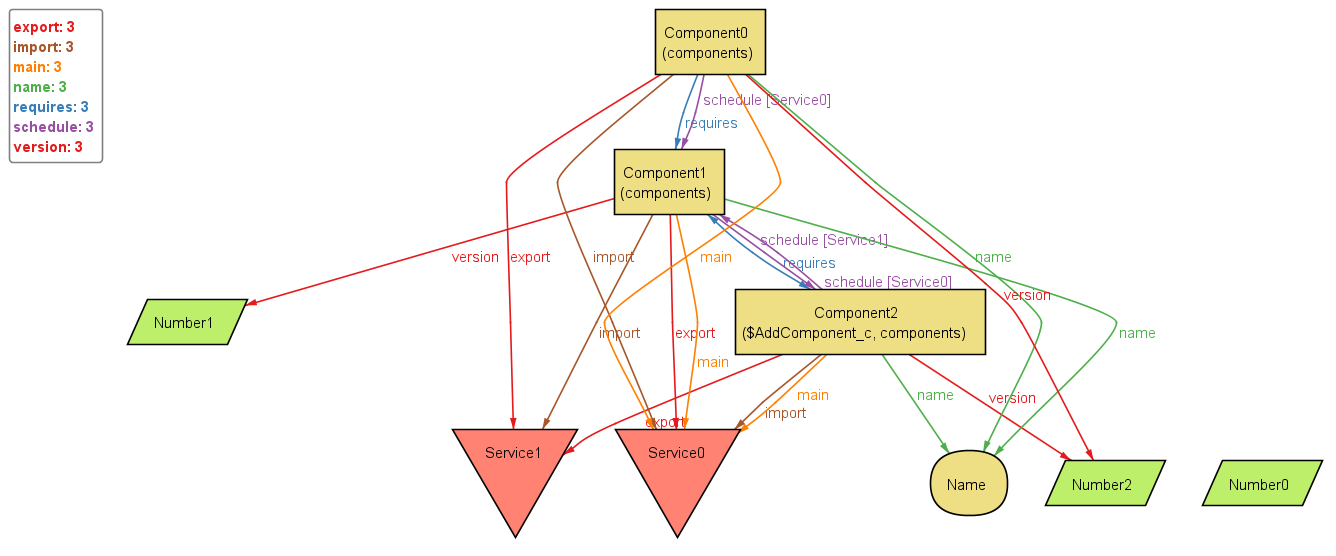 export: 3
import: 3
main: 3
name: 3
requires: 3
schedule: 3
version: 3
Component0
(components)
schedule [Service0]
requires
Component1
(components)
schedule [Service1]
version
export
import
main
requires
name
schedule [Service0]
version
Number1
Component2
($AddComponent_c, components)
import
export
name
main
main
name
version
import
export
Service1
Service0
Name
Number2
Number0